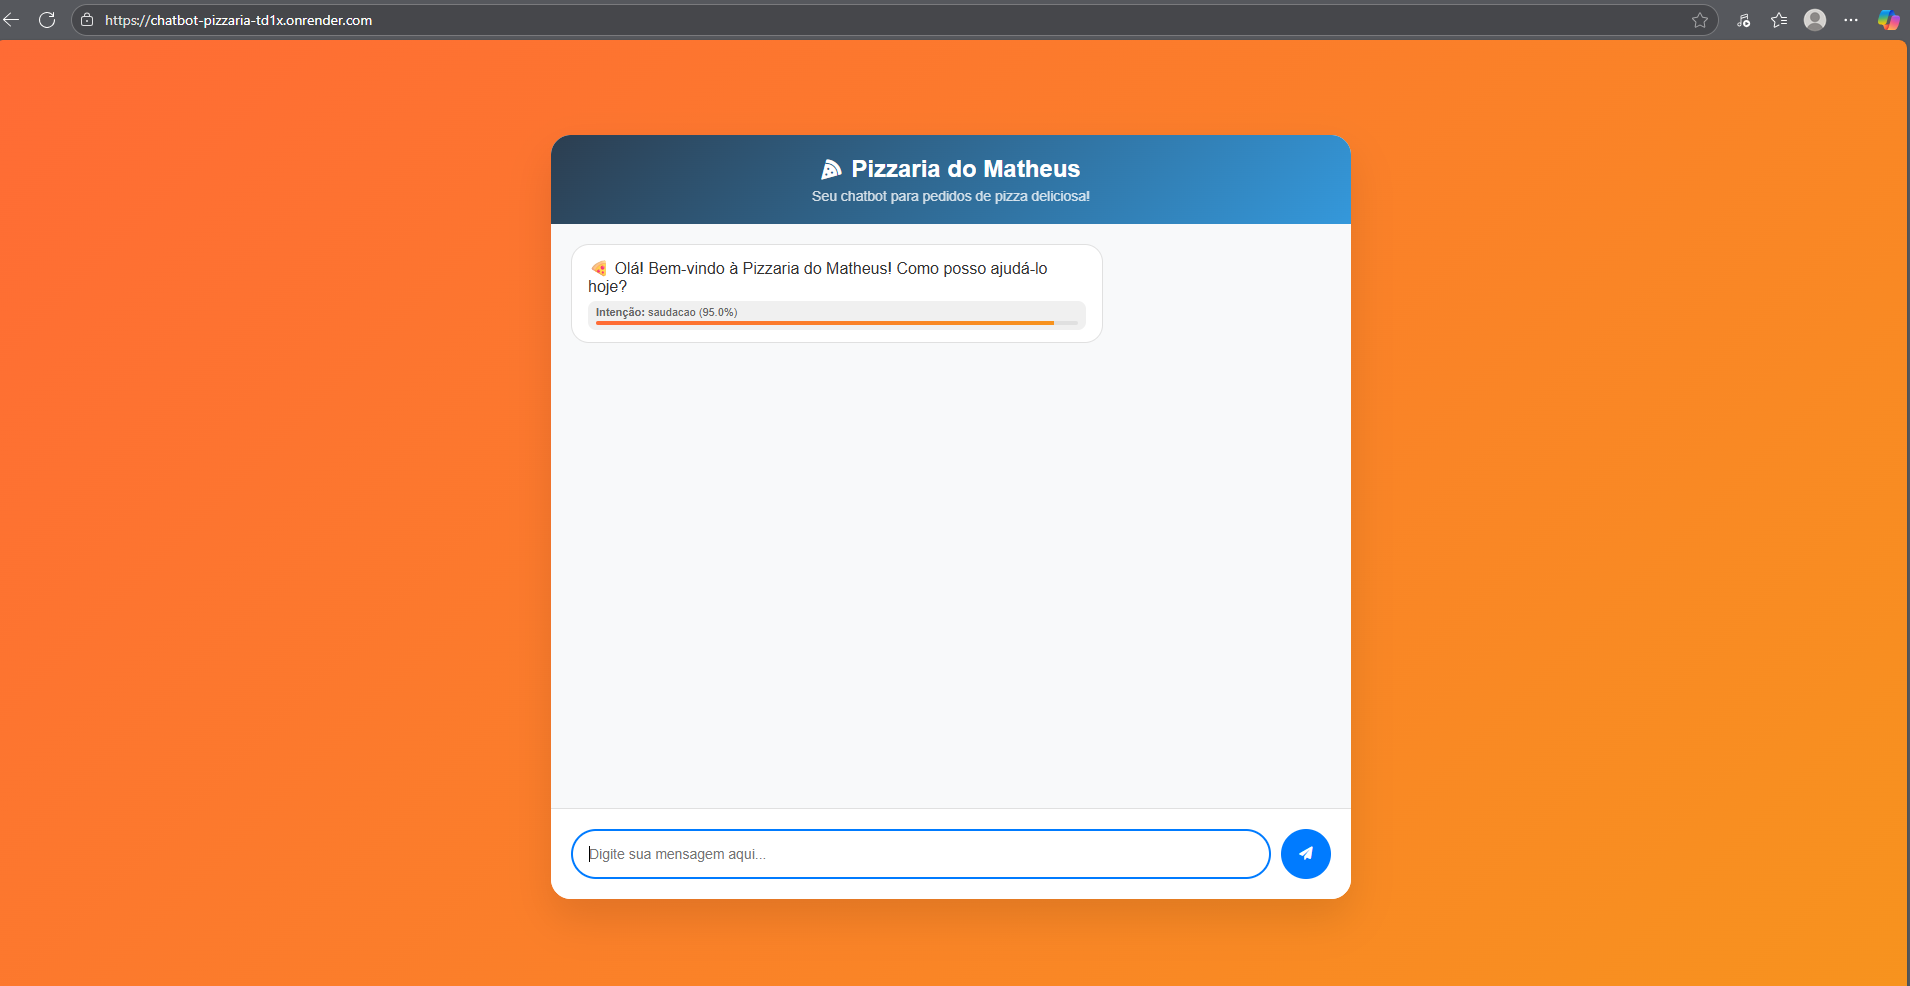 https://chatbot-pizzaria-td1x.onrender.com
Pizzaria do Matheus
Seu chatbot para pedidos de pizza deliciosa!
🍕 Olá! Bem-vindo à Pizzaria do Matheus! Como posso ajudá-lo
hoje?
Intenção: saudacao (95.0%)
Digite sua mensagem aqui...